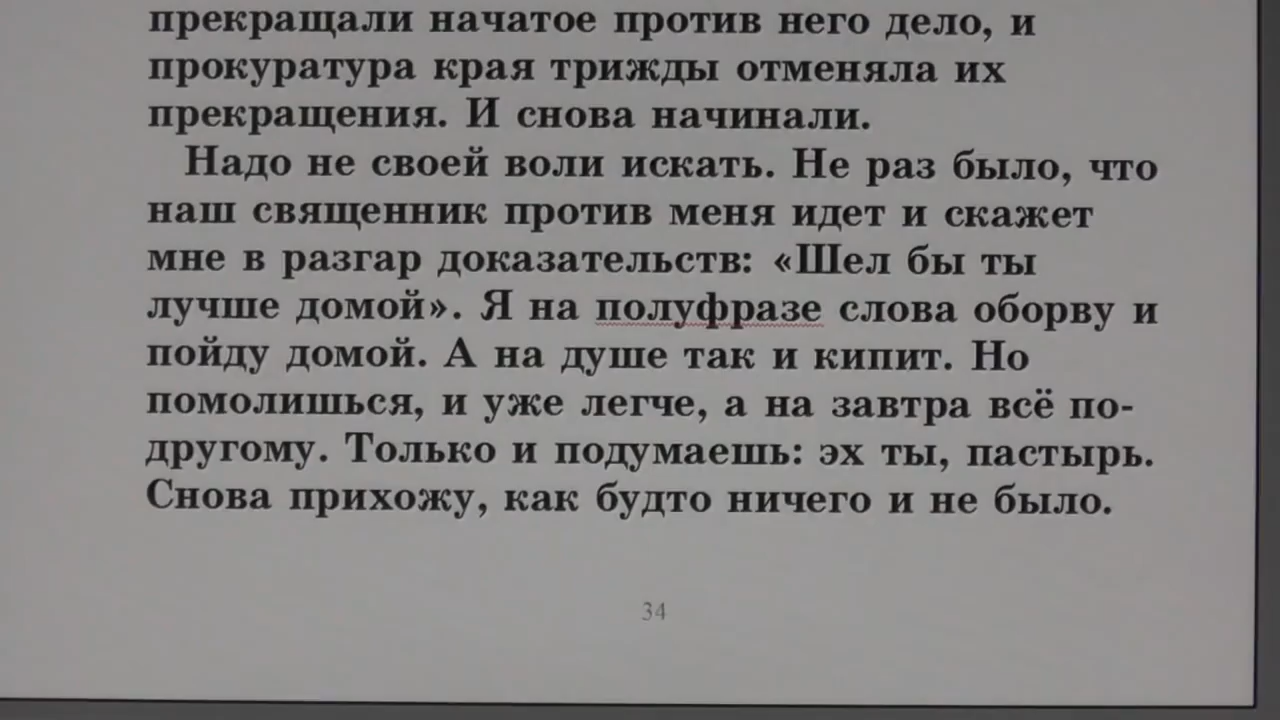 прекращали начатое против него дело, и
прокуратура края трижды отменяла их
прекращения. И снова начинали.
Надо не своей воли искать. Не раз было, что
наш священник против меня идет и скажет
мне в разгар доказательств: «Шел бы ты
лучше домой». Я на полуфразе слова оборву и
пойду домой. А на душе так и кипит. Но
помолишься, и уже легче, а на завтра всё по-
другому. Только и подумаешь: эх ты, пастырь.
Снова прихожу, как будто ничего и не было.
34